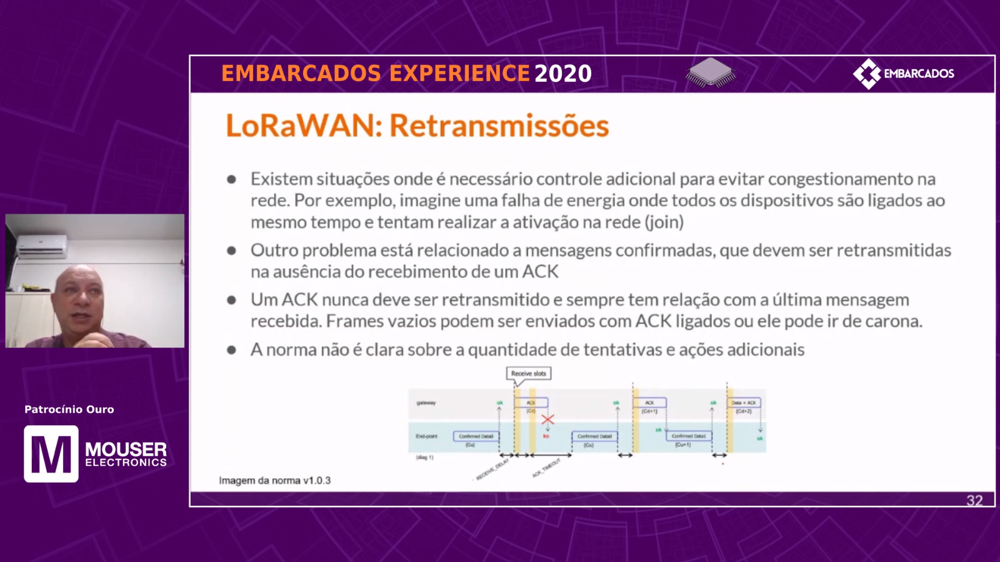 EMBARCADOS EXPERIENCE 2020
EMBARCADOS
LoRaWAN: Retransmissões
● Existem situações onde é necessário controle adicional para evitar congestionamento na
rede. Por exemplo, imagine uma falha de energia onde todos os dispositivos são ligados ao
mesmo tempo e tentam realizar a ativação na rede (join)
● Outro problema está relacionado a mensagens confirmadas, que devem ser retransmitidas
na ausência do recebimento de um ACK
● Um ACK nunca deve ser retransmitido e sempre tem relação com a última mensagem
recebida. Frames vazios podem ser enviados com ACK ligados ou ele pode ir de carona.
● A norma não é clara sobre a quantidade de tentativas e ações adicionais
Receive slots
gateway
ok
ACK
ok
ACK
ok
Data + ACK
(Cd)
(Cd+1)
(Cd+2)
End-point
Confirmed Data0
ko
Confirmed Data0
ok
Confirmed Data1
ok
(Cu)
(Cu)
(Cu+1)
(diag 1)
RECEIVE_DELAY
ACK_TIMEOUT
Imagem da norma v1.0.3
32
Patrocínio Ouro
M
MOUSER
ELECTRONICS